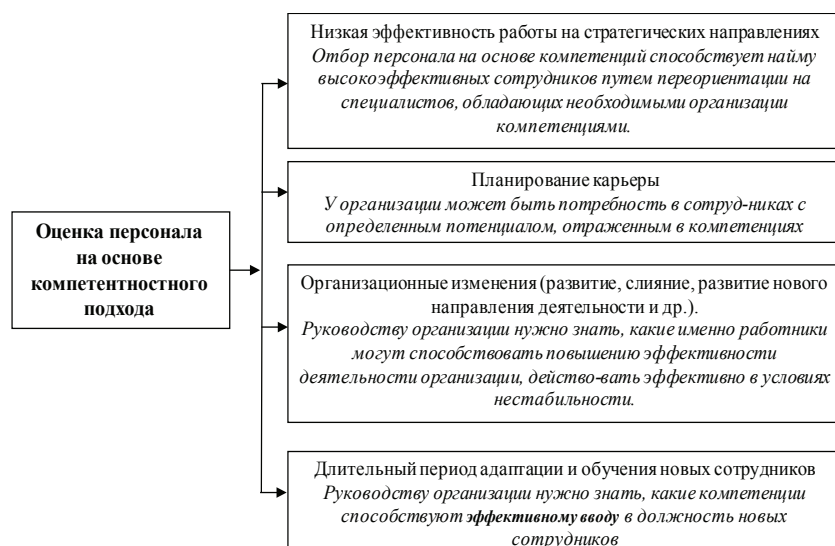 Низкая эффективность работы на стратегических направлениях
Отбор персонала на основе компетенций способствует найму
высокоэффективных сотрудников путем переориентации на
специалистов, обладающих необходимыми организации
компетенциями.
Планирование карьеры
У организации может быть потребность в сотруд-никах с
определенным потенциалом, отраженным в компетенциях
Оценка персонала
на основе
компетентностного
подхода
Организационные изменения (развитие, слияние, развитие нового
направления деятельности и др.).
Руководству организации нужно знать, какие именно работники
могут способствовать повышению эффективности
деятельности организации, действо-вать эффективно в условиях
нестабильности.
Длительный период адаптации и обучения новых сотрудников
Руководству организации нужно знать, какие компетенции
способствуют эффективному вводу в должность новых
сотрудников